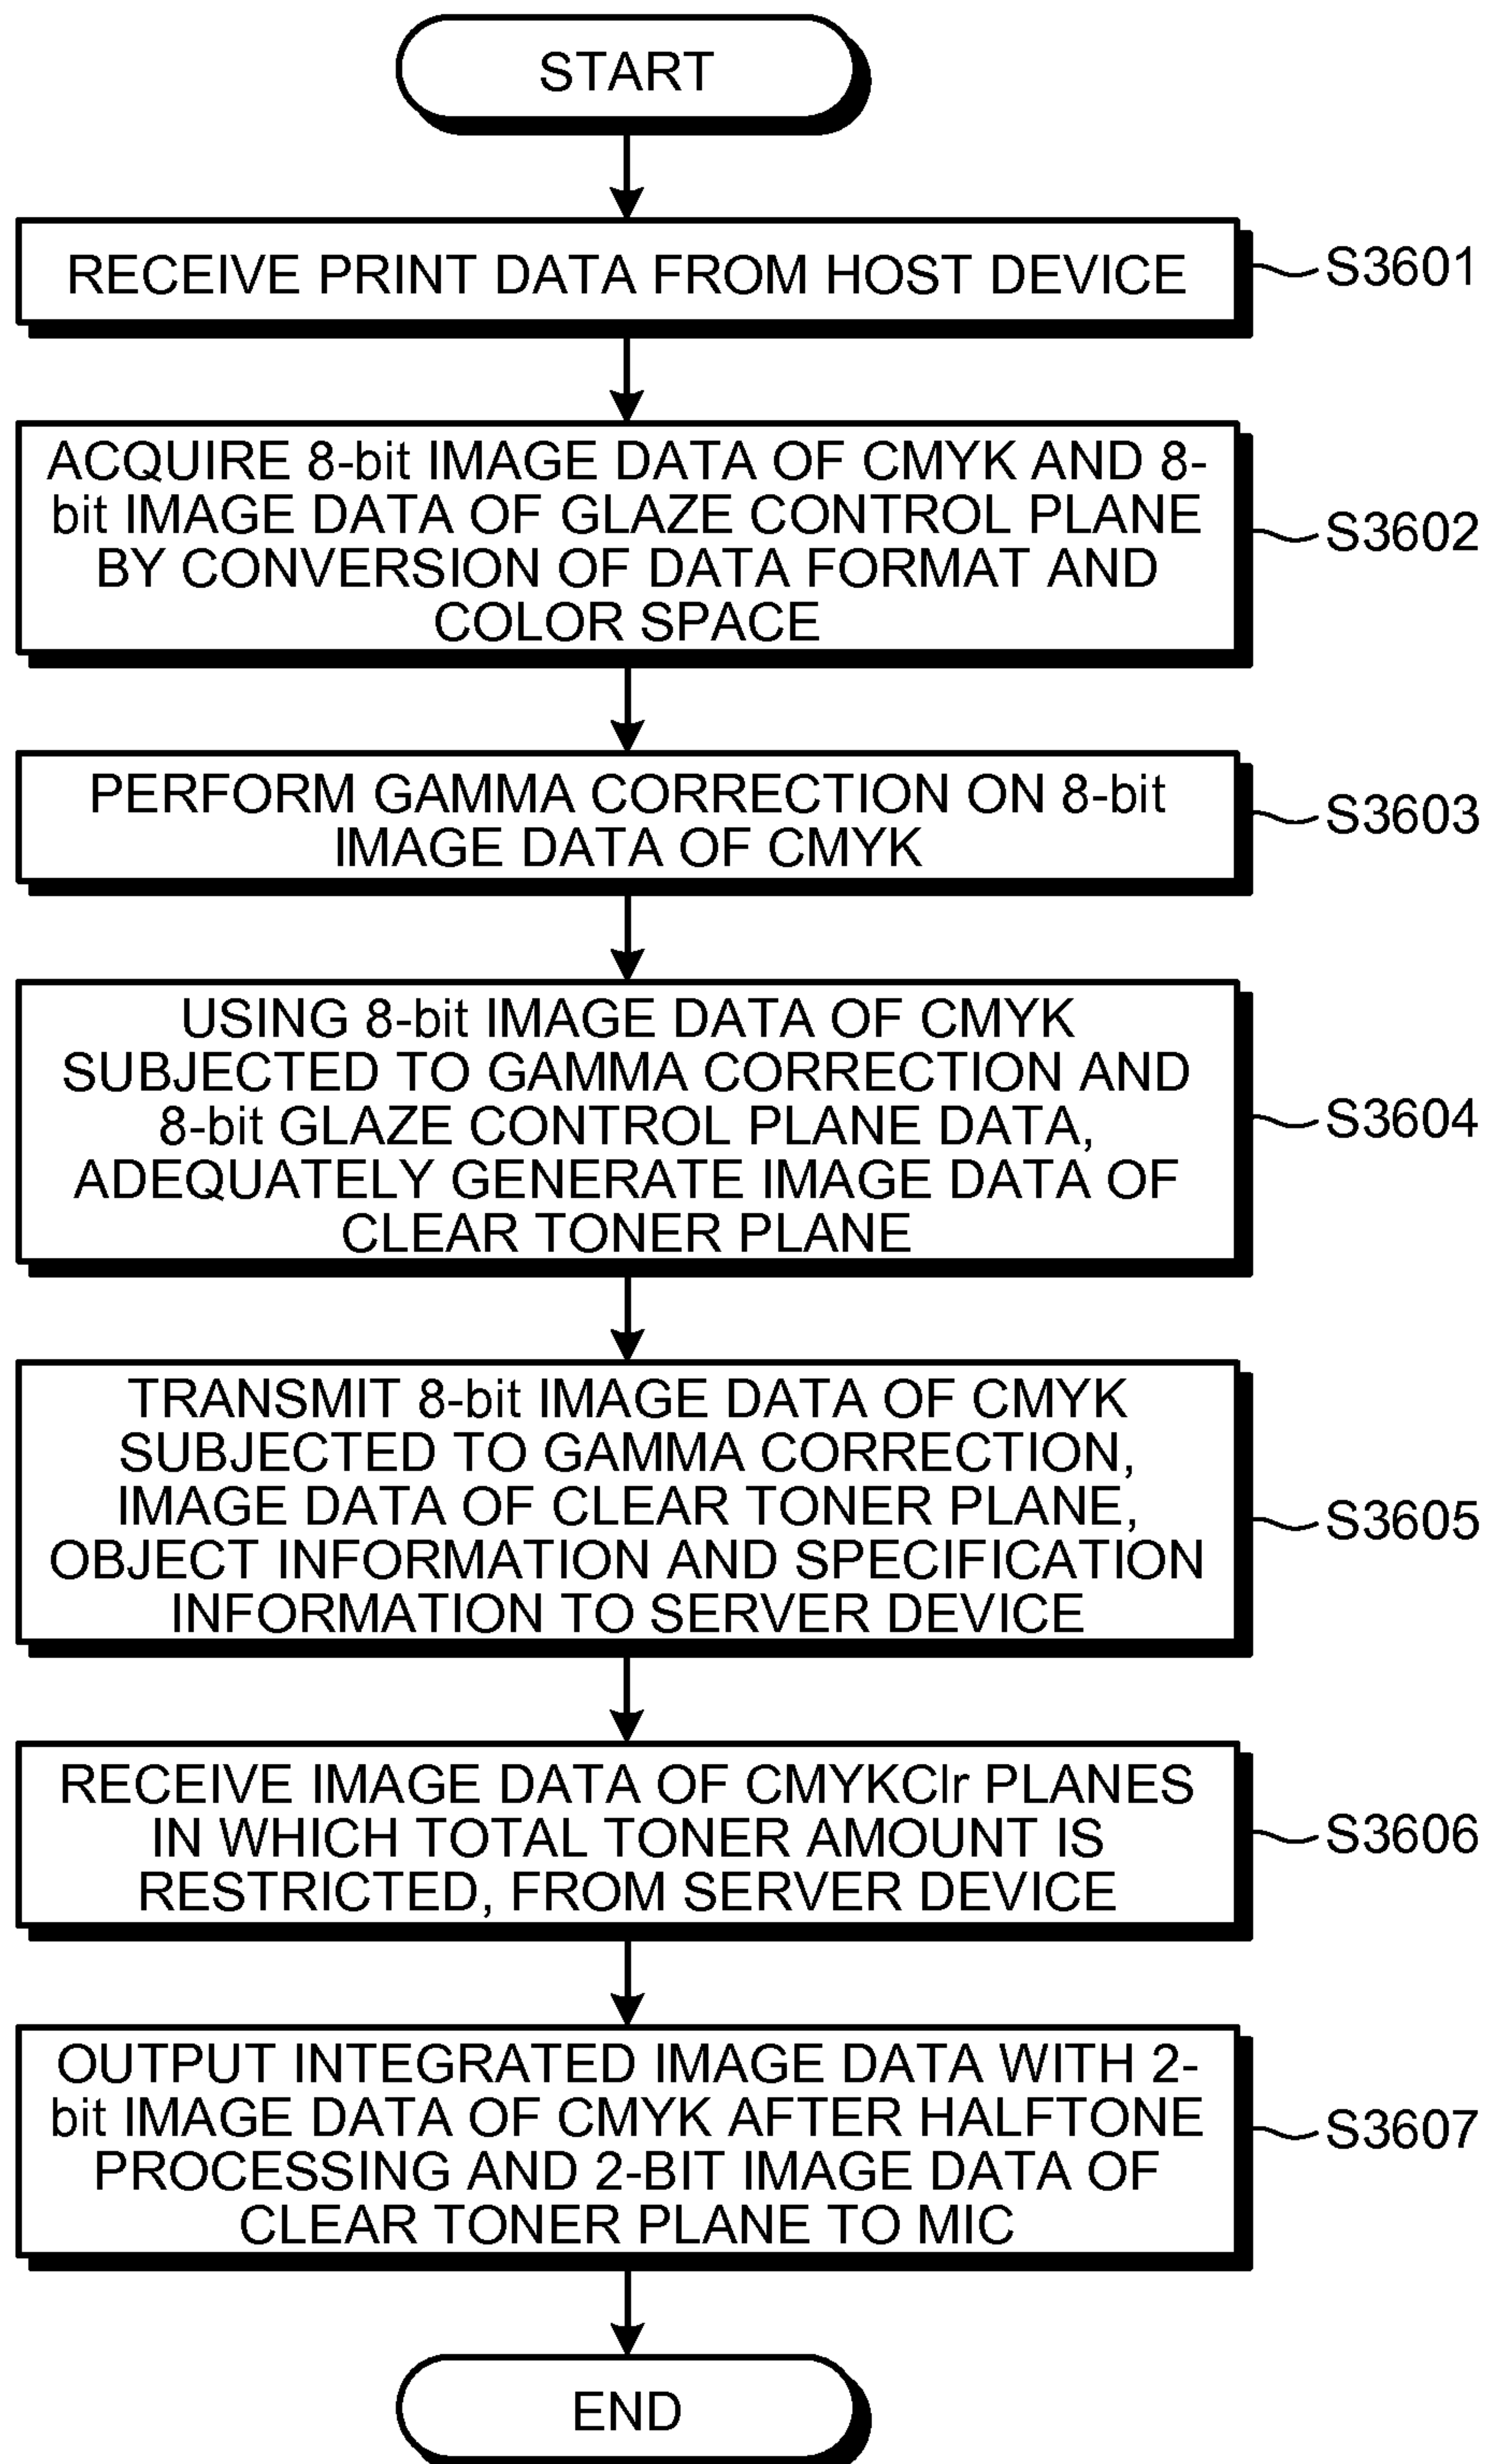 START
RECEIVE PRINT DATA FROM HOST DEVICE
S3601
ACQUIRE 8-bit IMAGE DATA OF CMYK AND 8-
bit IMAGE DATA OF GLAZE CONTROL PLANE
BY CONVERSION OF DATA FORMAT AND
COLOR SPACE
S3602
PERFORM GAMMA CORRECTION ON 8-bit
IMAGE DATA OF CMYK
S3603
USING 8-bit IMAGE DATA OF CMYK
SUBJECTED TO GAMMA CORRECTION AND
8-bit GLAZE CONTROL PLANE DATA,
ADEQUATELY GENERATE IMAGE DATA OF
CLEAR TONER PLANE
S3604
TRANSMIT 8-bit IMAGE DATA OF CMYK
SUBJECTED TO GAMMA CORRECTION,
IMAGE DATA OF CLEAR TONER PLANE,
OBJECT INFORMATION AND SPECIFICATION
INFORMATION TO SERVER DEVICE
S3605
RECEIVE IMAGE DATA OF CMYKClr PLANES
IN WHICH TOTAL TONER AMOUNT IS
RESTRICTED, FROM SERVER DEVICE
S3606
OUTPUT INTEGRATED IMAGE DATA WITH 2-
bit IMAGE DATA OF CMYK AFTER HALFTONE
PROCESSING AND 2-BIT IMAGE DATA OF
CLEAR TONER PLANE TO MIC
S3607
END